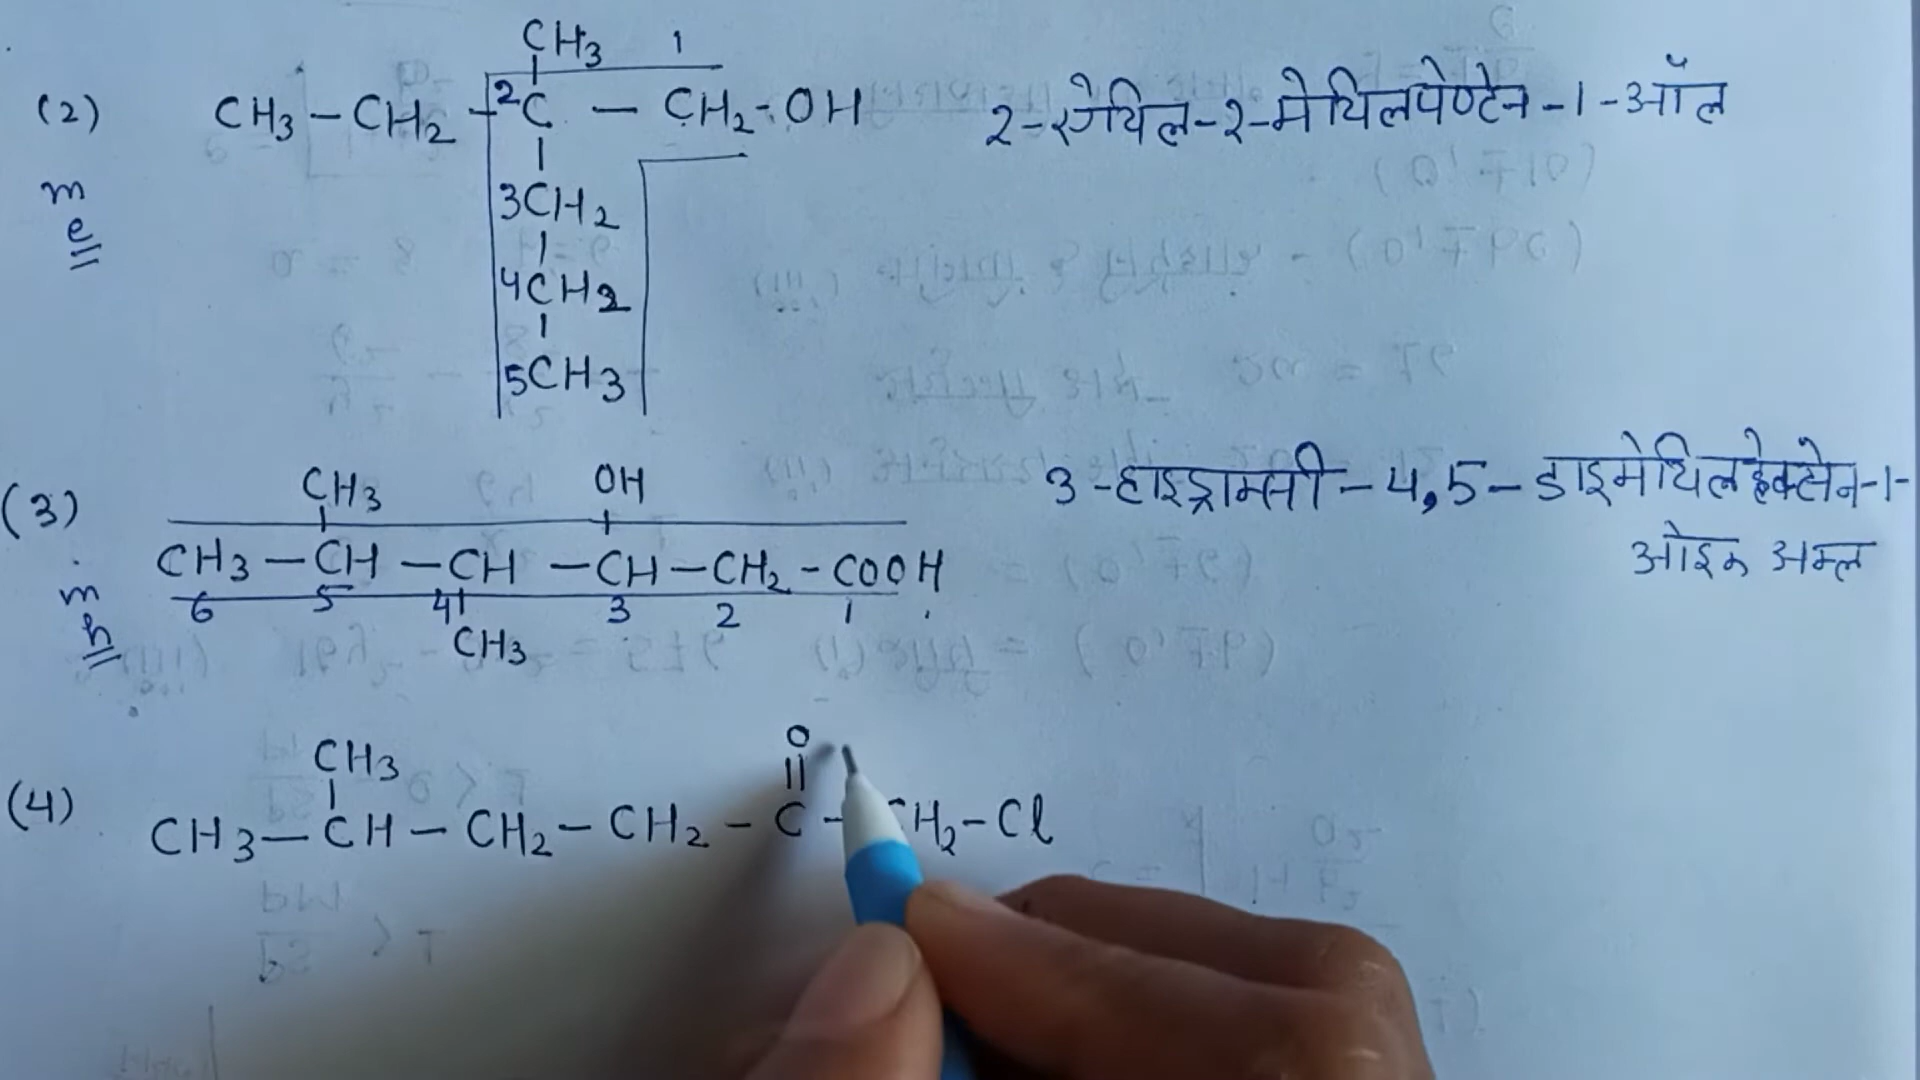 CH3 1
(2) CH3 - CH2 - 2C - CH2 - OH 2-एथिल-2-मेथिलपेण्टेन-1-ऑल
m 3CH2
e 4CH2
5CH3
CH3 OH
(3) CH3 - CH - CH - CH - CH2 - COOH 3-हाइड्राक्सी-4,5-डाइमेथिलहेक्सेन-1-
ओइक अम्ल
m 6 5 4 3 2 1
h CH3
CH3 O
(4) CH3 - CH - CH2 - CH2 - C - CH2 - Cl